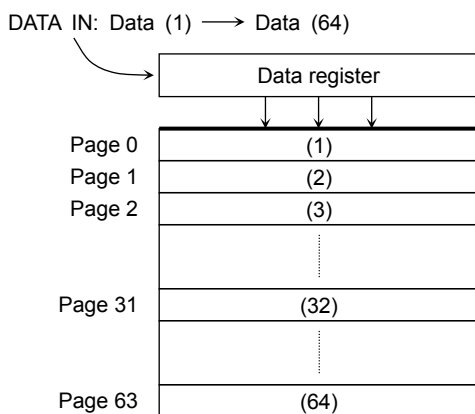 DATA IN: Data (1) → Data (64)
Data register
Page 0 (1)
Page 1 (2)
Page 2 (3)
Page 31 (32)
Page 63 (64)